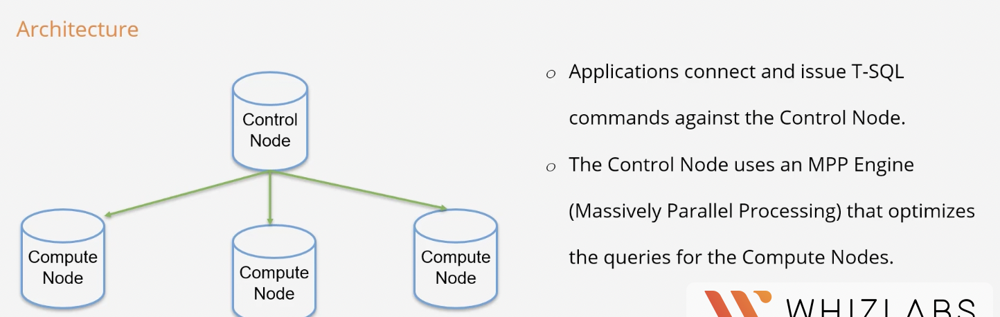 Architecture
Control
Node
Compute
Node
Compute
Node
Compute
Node
o Applications connect and issue T-SQL
commands against the Control Node.
o The Control Node uses an MPP Engine
(Massively Parallel Processing) that optimizes
the queries for the Compute Nodes.
WHIZLABS